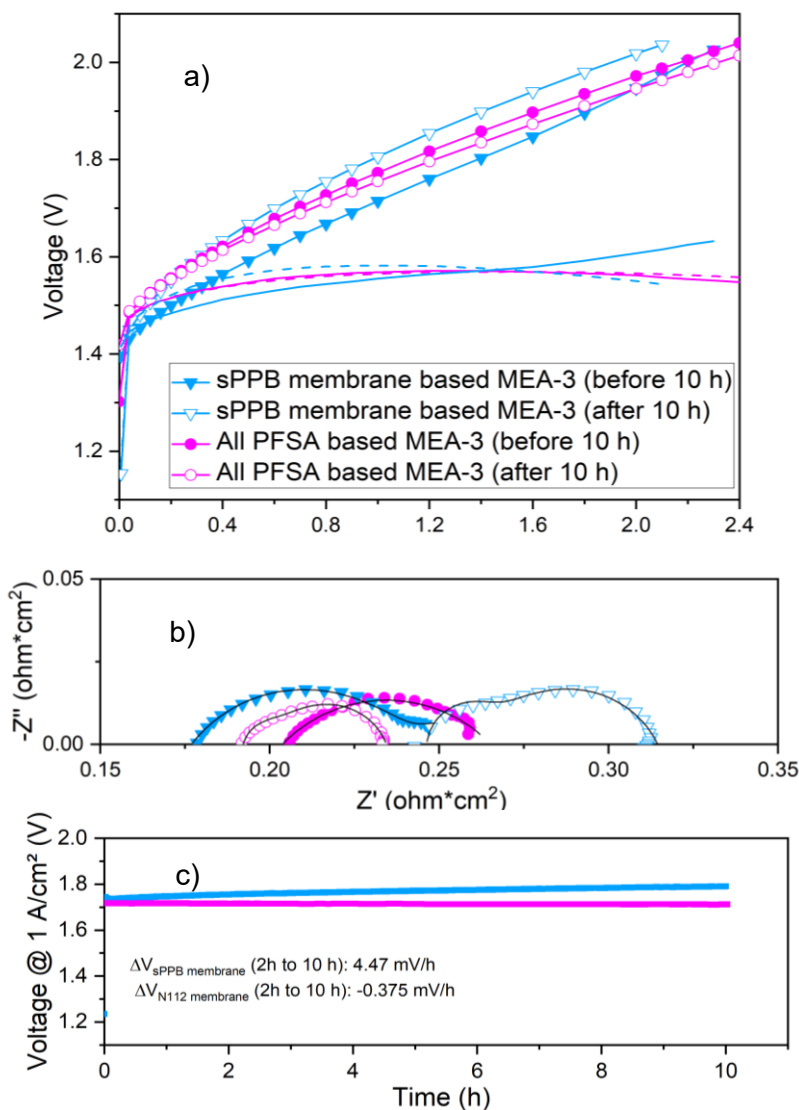 a)
Voltage (V)
2.0
1.8
1.6
1.4
1.2
sPPB membrane based MEA-3 (before 10 h)
sPPB membrane based MEA-3 (after 10 h)
All PFSA based MEA-3 (before 10 h)
All PFSA based MEA-3 (after 10 h)
0.0 0.4 0.8 1.2 1.6 2.0 2.4
b)
-Z'' (ohm*cm2)
0.05
0.00
0.15 0.20 0.25 0.30 0.35
Z' (ohm*cm2)
c)
Voltage @ 1 A/cm² (V)
2.0
1.8
1.6
1.4
1.2
ΔVsPPB membrane (2h to 10 h): 4.47 mV/h
ΔVN112 membrane (2h to 10 h): -0.375 mV/h
0 2 4 6 8 10
Time (h)